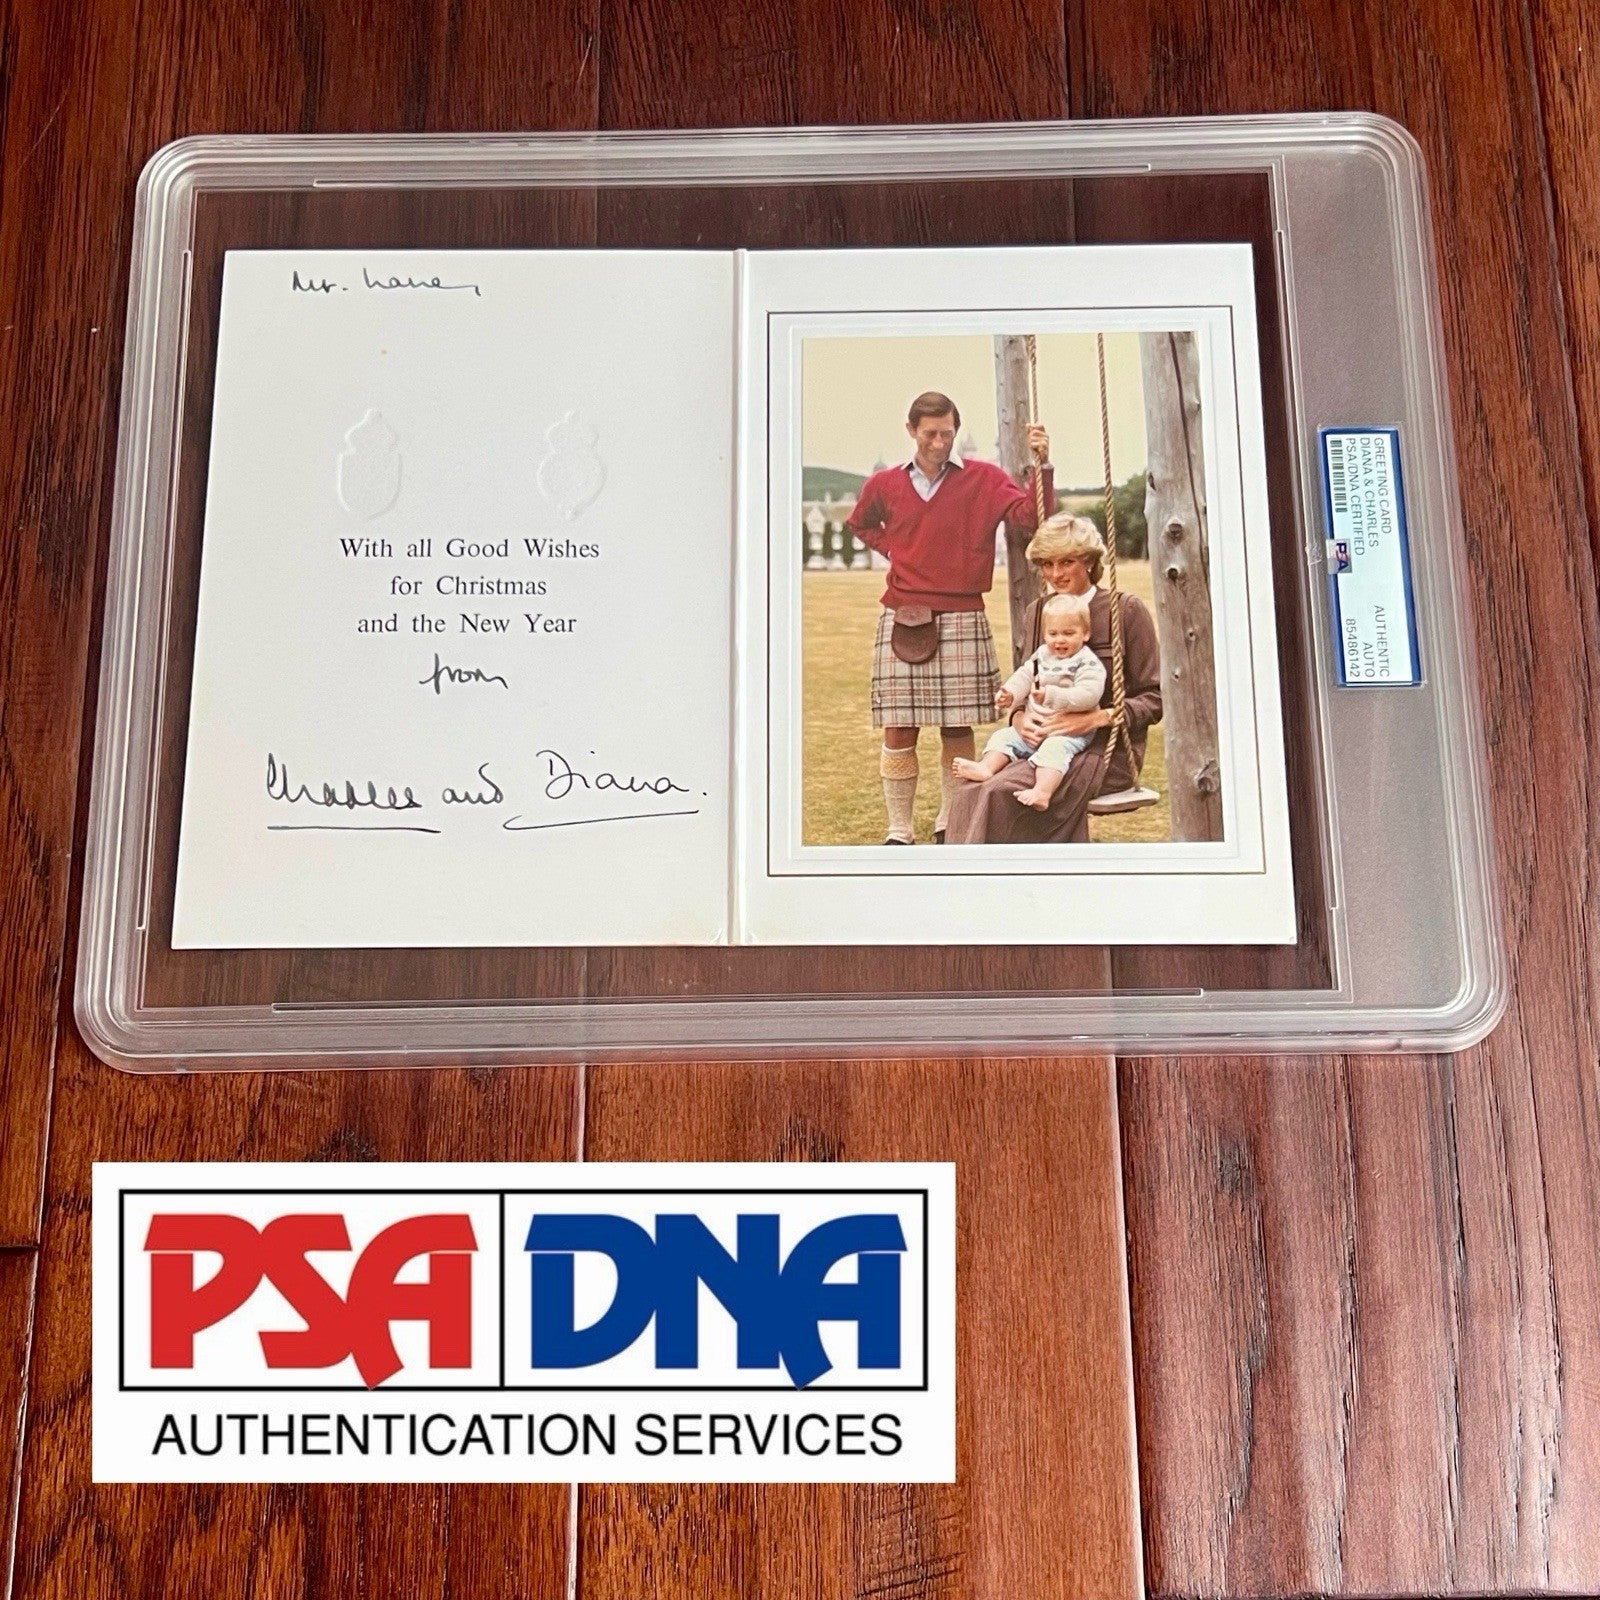 Mr.
With all Good Wishes
for Christmas
and the New Year
from
Charles and Diana.
GREETING CARD
DIANA & CHARLES
PSA/DNA CERTIFIED
PSA
AUTHENTIC
AUTO
85486142
PSA DNA
AUTHENTICATION SERVICES